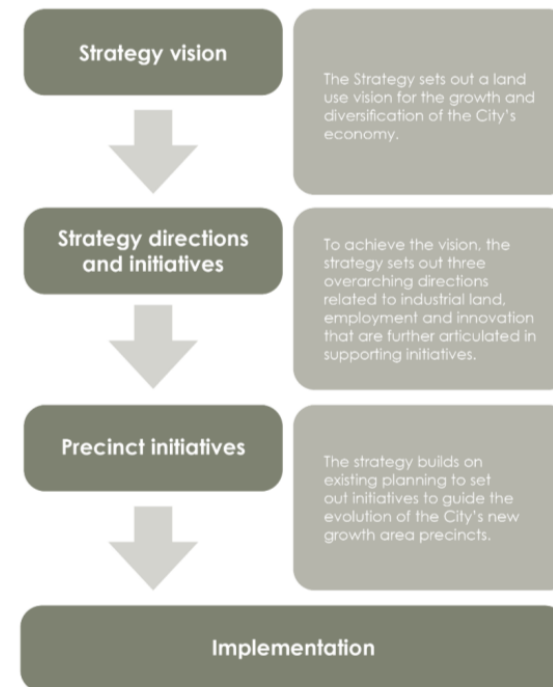 Strategy vision
The Strategy sets out a land
use vision for the growth and
diversification of the City's
economy.
Strategy directions
and initiatives
To achieve the vision, the
strategy sets out three
overarching directions
related to industrial land,
employment and innovation
that are further articulated in
supporting initiatives.
Precinct initiatives
The strategy builds on
existing planning to set
out initiatives to guide the
evolution of the City's new
growth area precincts.
Implementation